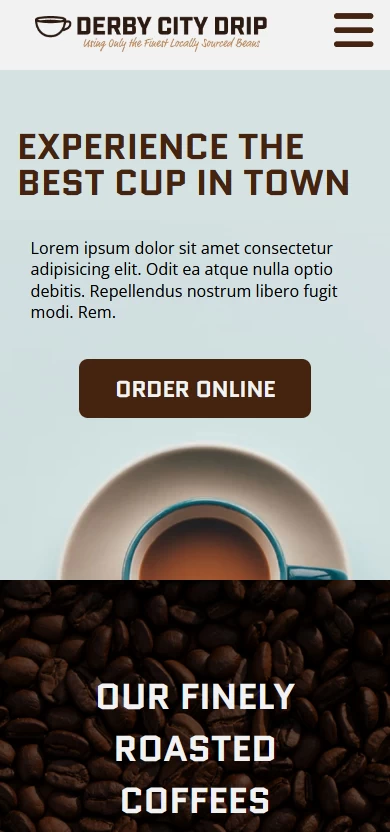 DERBY CITY DRIP
Using Only the Finest Locally Sourced Beans
EXPERIENCE THE
BEST CUP IN TOWN
Lorem ipsum dolor sit amet consectetur
adipisicing elit. Odit ea atque nulla optio
debitis. Repellendus nostrum libero fugit
modi. Rem.
ORDER ONLINE
OUR FINELY
ROASTED
COFFEES